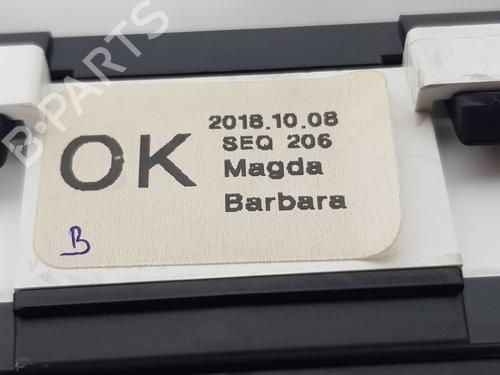 B-PARTS
OK
2018.10.08
SEQ 206
Magda
Barbara
B